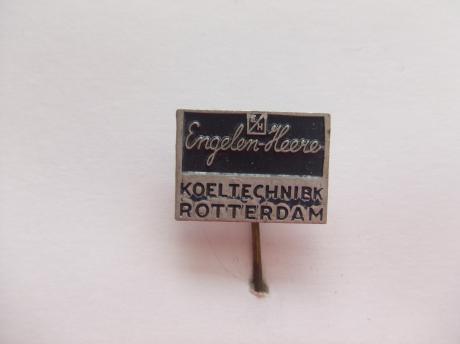 E/H
Engelen-Heere
KOELTECHNIEK
ROTTERDAM